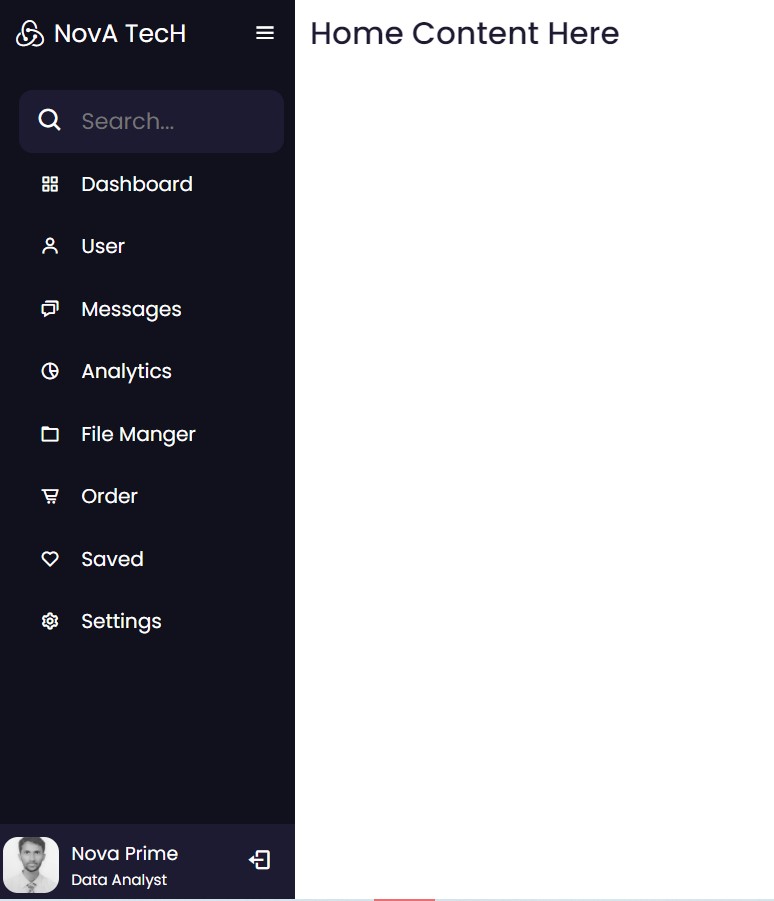 NovA TecH
Home Content Here
Search...
Dashboard
User
Messages
Analytics
File Manger
Order
Saved
Settings
Nova Prime
Data Analyst